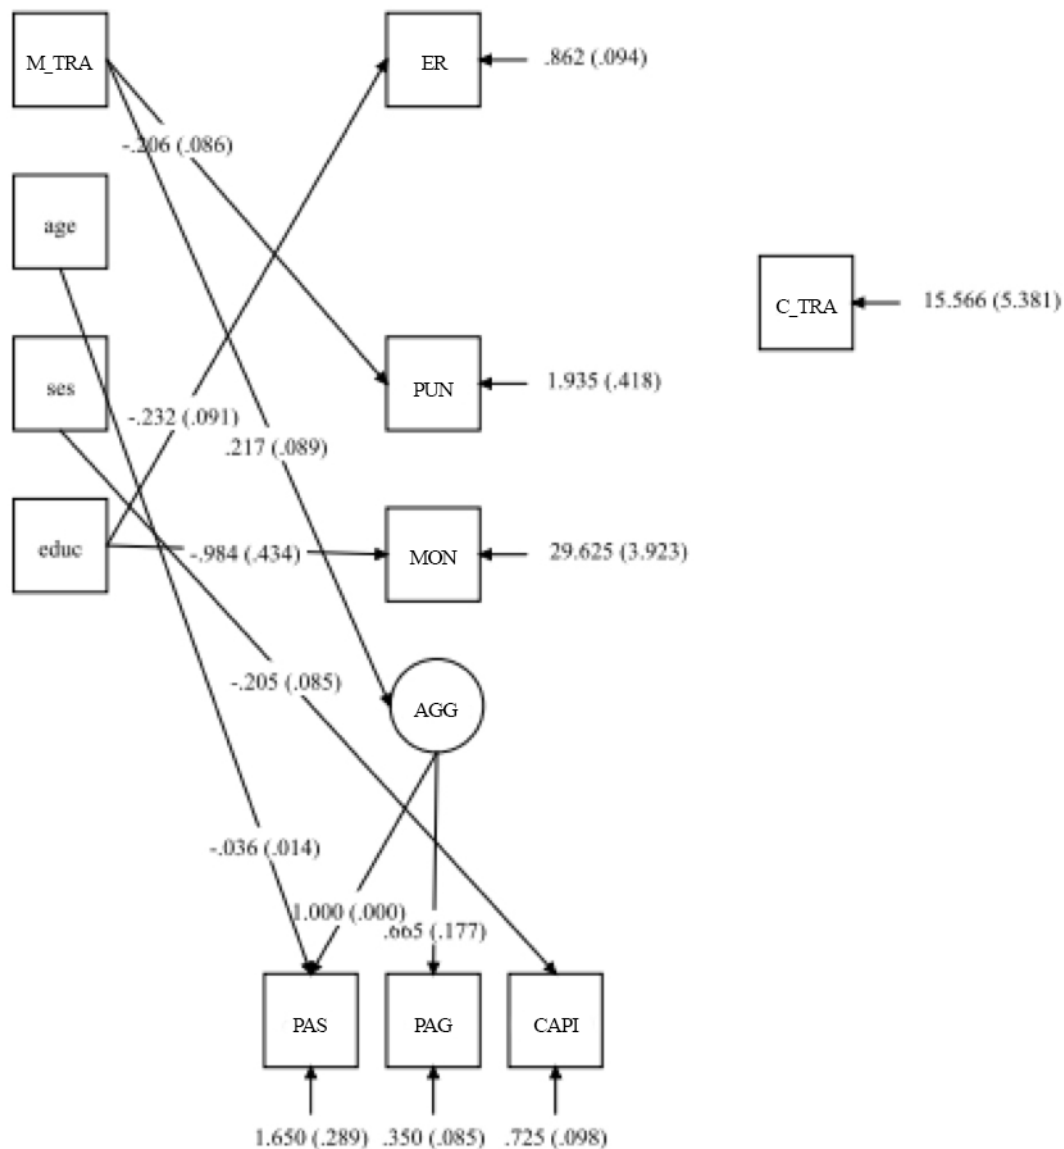 M_TRA
ER
.862 (.094)
-.206 (.086)
age
C_TRA
15.566 (5.381)
ses
PUN
1.935 (.418)
-.232 (.091)
.217 (.089)
educ
-.984 (.434)
MON
29.625 (3.923)
-.205 (.085)
AGG
-.036 (.014)
1.000 (.000)
.665 (.177)
PAS
PAG
CAPI
1.650 (.289)
.350 (.085)
.725 (.098)